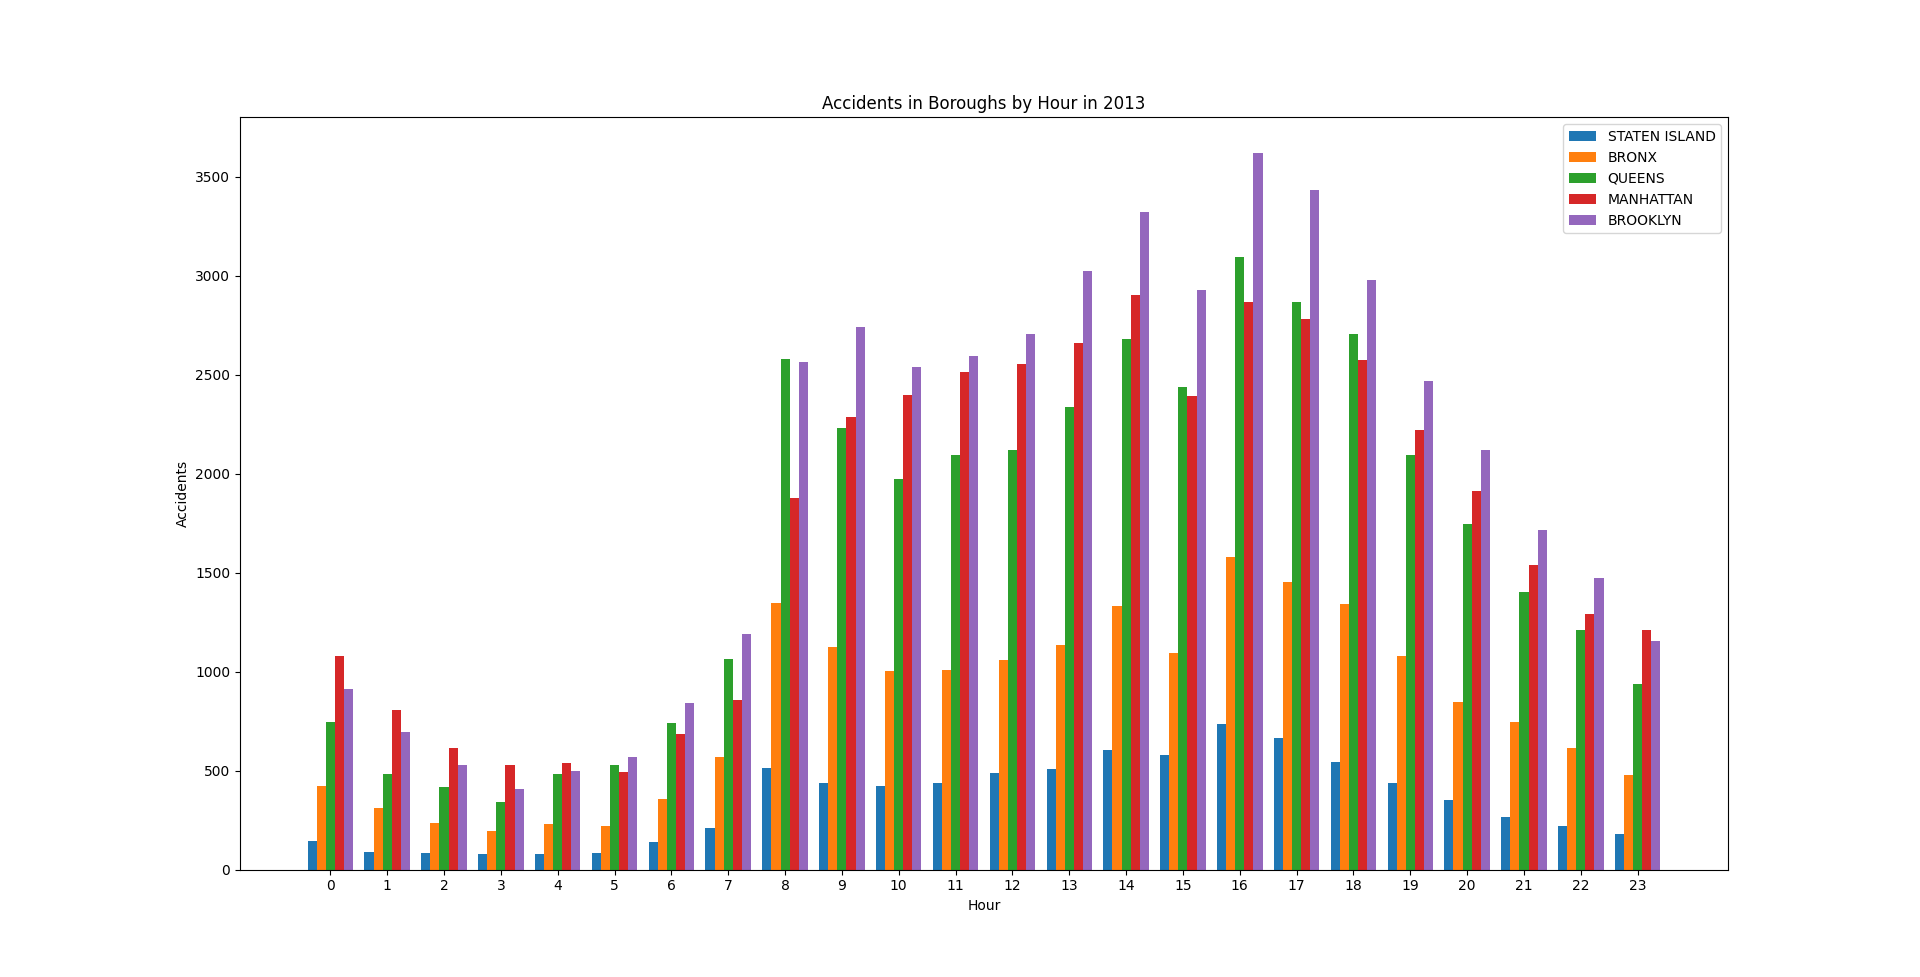 Accidents in Boroughs by Hour in 2013
STATEN ISLAND
BRONX
QUEENS
MANHATTAN
BROOKLYN
Accidents
3500
3000
2500
2000
1500
1000
500
0
0 1 2 3 4 5 6 7 8 9 10 11 12 13 14 15 16 17 18 19 20 21 22 23
Hour